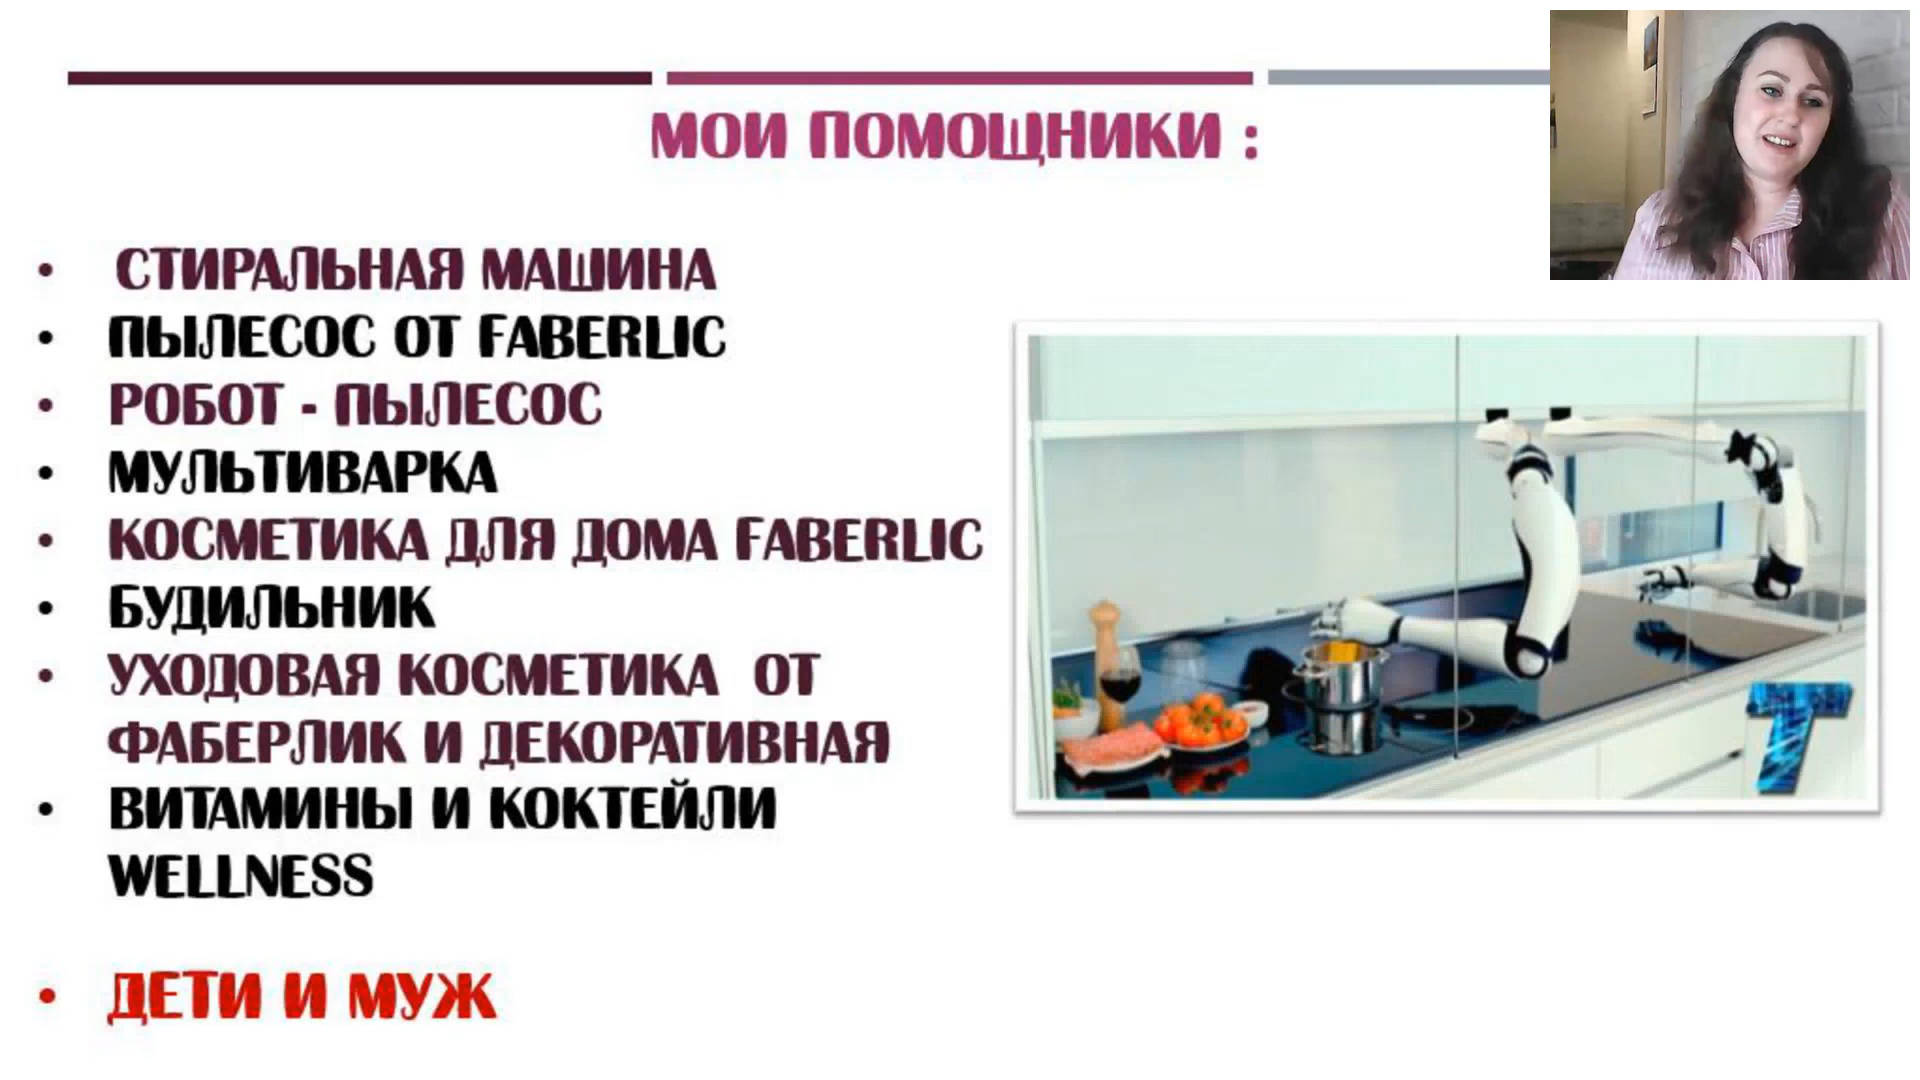 МОИ ПОМОЩНИКИ :
• СТИРАЛЬНАЯ МАШИНА
• ПЫЛЕСОС ОТ FABERLIC
• РОБОТ - ПЫЛЕСОС
• МУЛЬТИВАРКА
• КОСМЕТИКА ДЛЯ ДОМА FABERLIC
• БУДИЛЬНИК
• УХОДОВАЯ КОСМЕТИКА ОТ
ФАБЕРЛИК И ДЕКОРАТИВНАЯ
• ВИТАМИНЫ И КОКТЕЙЛИ
WELLNESS
• ДЕТИ И МУЖ
T